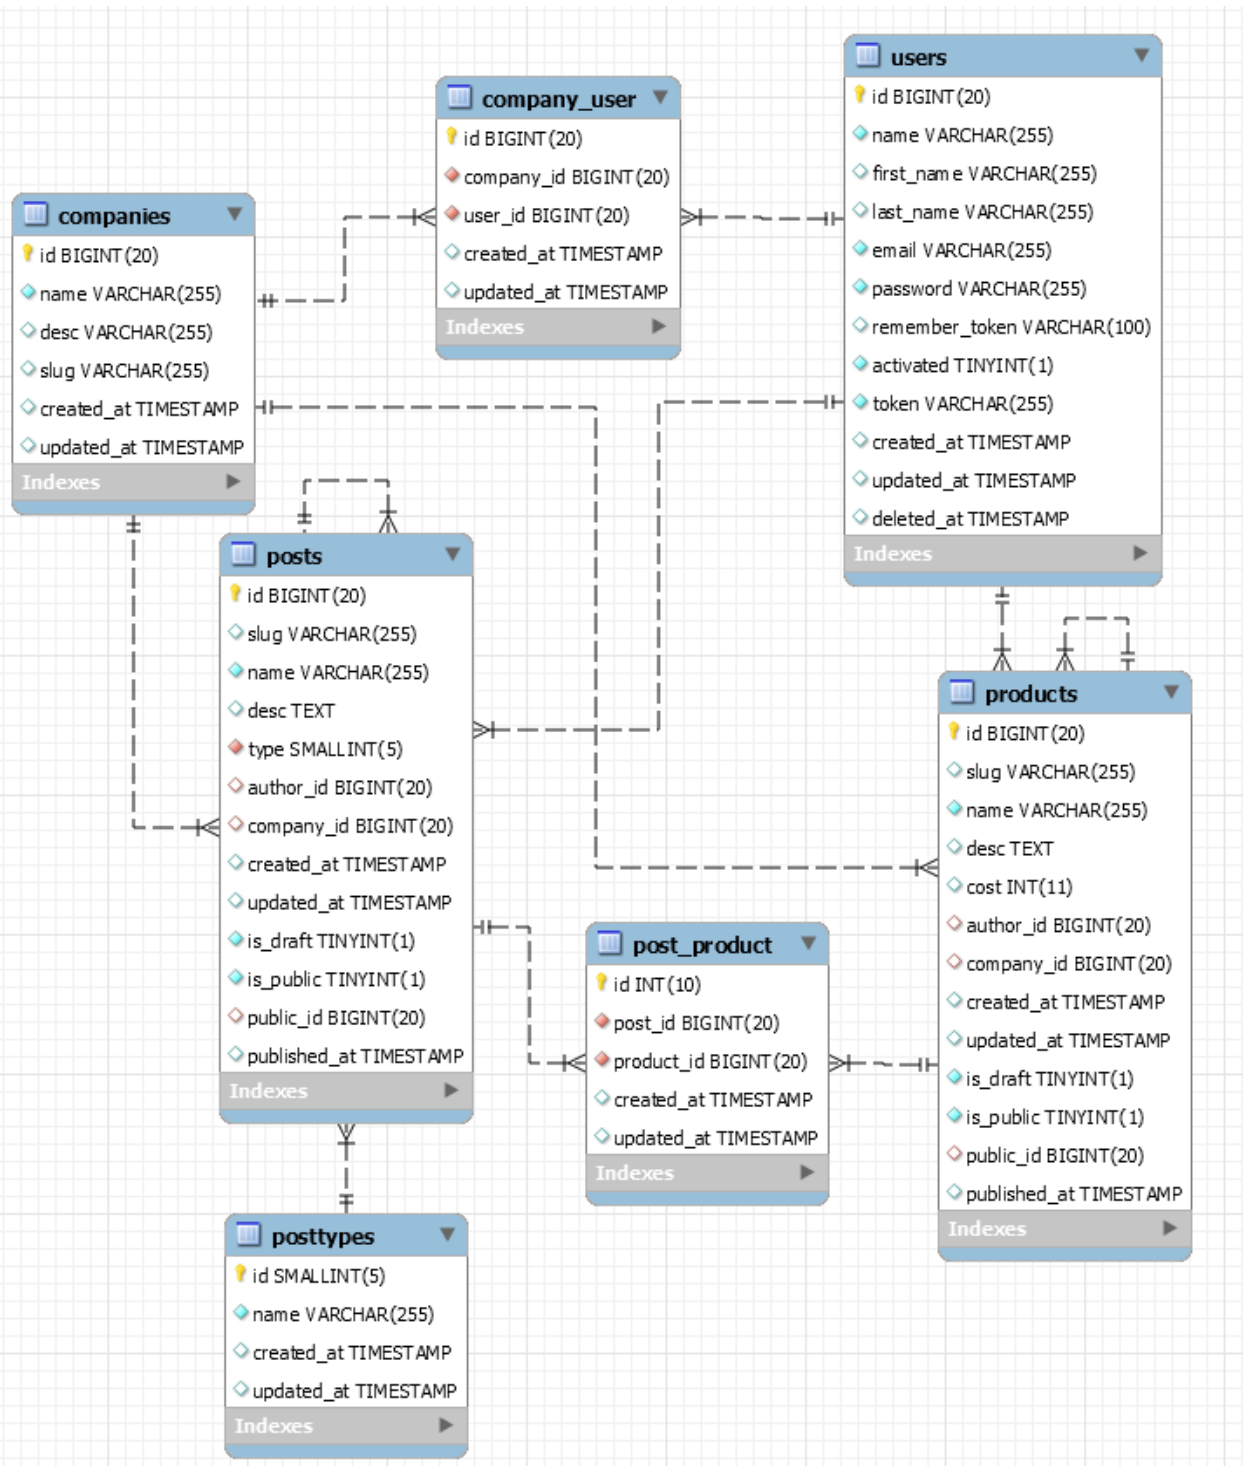 users
id BIGINT(20)
name VARCHAR(255)
first_name VARCHAR(255)
last_name VARCHAR(255)
email VARCHAR(255)
password VARCHAR(255)
remember_token VARCHAR(100)
activated TINYINT(1)
token VARCHAR(255)
created_at TIMESTAMP
updated_at TIMESTAMP
deleted_at TIMESTAMP
Indexes
company_user
id BIGINT(20)
company_id BIGINT(20)
user_id BIGINT(20)
created_at TIMESTAMP
updated_at TIMESTAMP
Indexes
companies
id BIGINT(20)
name VARCHAR(255)
desc VARCHAR(255)
slug VARCHAR(255)
created_at TIMESTAMP
updated_at TIMESTAMP
Indexes
posts
id BIGINT(20)
slug VARCHAR(255)
name VARCHAR(255)
desc TEXT
type SMALLINT(5)
author_id BIGINT(20)
company_id BIGINT(20)
created_at TIMESTAMP
updated_at TIMESTAMP
is_draft TINYINT(1)
is_public TINYINT(1)
public_id BIGINT(20)
published_at TIMESTAMP
Indexes
products
id BIGINT(20)
slug VARCHAR(255)
name VARCHAR(255)
desc TEXT
cost INT(11)
author_id BIGINT(20)
company_id BIGINT(20)
created_at TIMESTAMP
updated_at TIMESTAMP
is_draft TINYINT(1)
is_public TINYINT(1)
public_id BIGINT(20)
published_at TIMESTAMP
Indexes
post_product
id INT(10)
post_id BIGINT(20)
product_id BIGINT(20)
created_at TIMESTAMP
updated_at TIMESTAMP
Indexes
posttypes
id SMALLINT(5)
name VARCHAR(255)
created_at TIMESTAMP
updated_at TIMESTAMP
Indexes